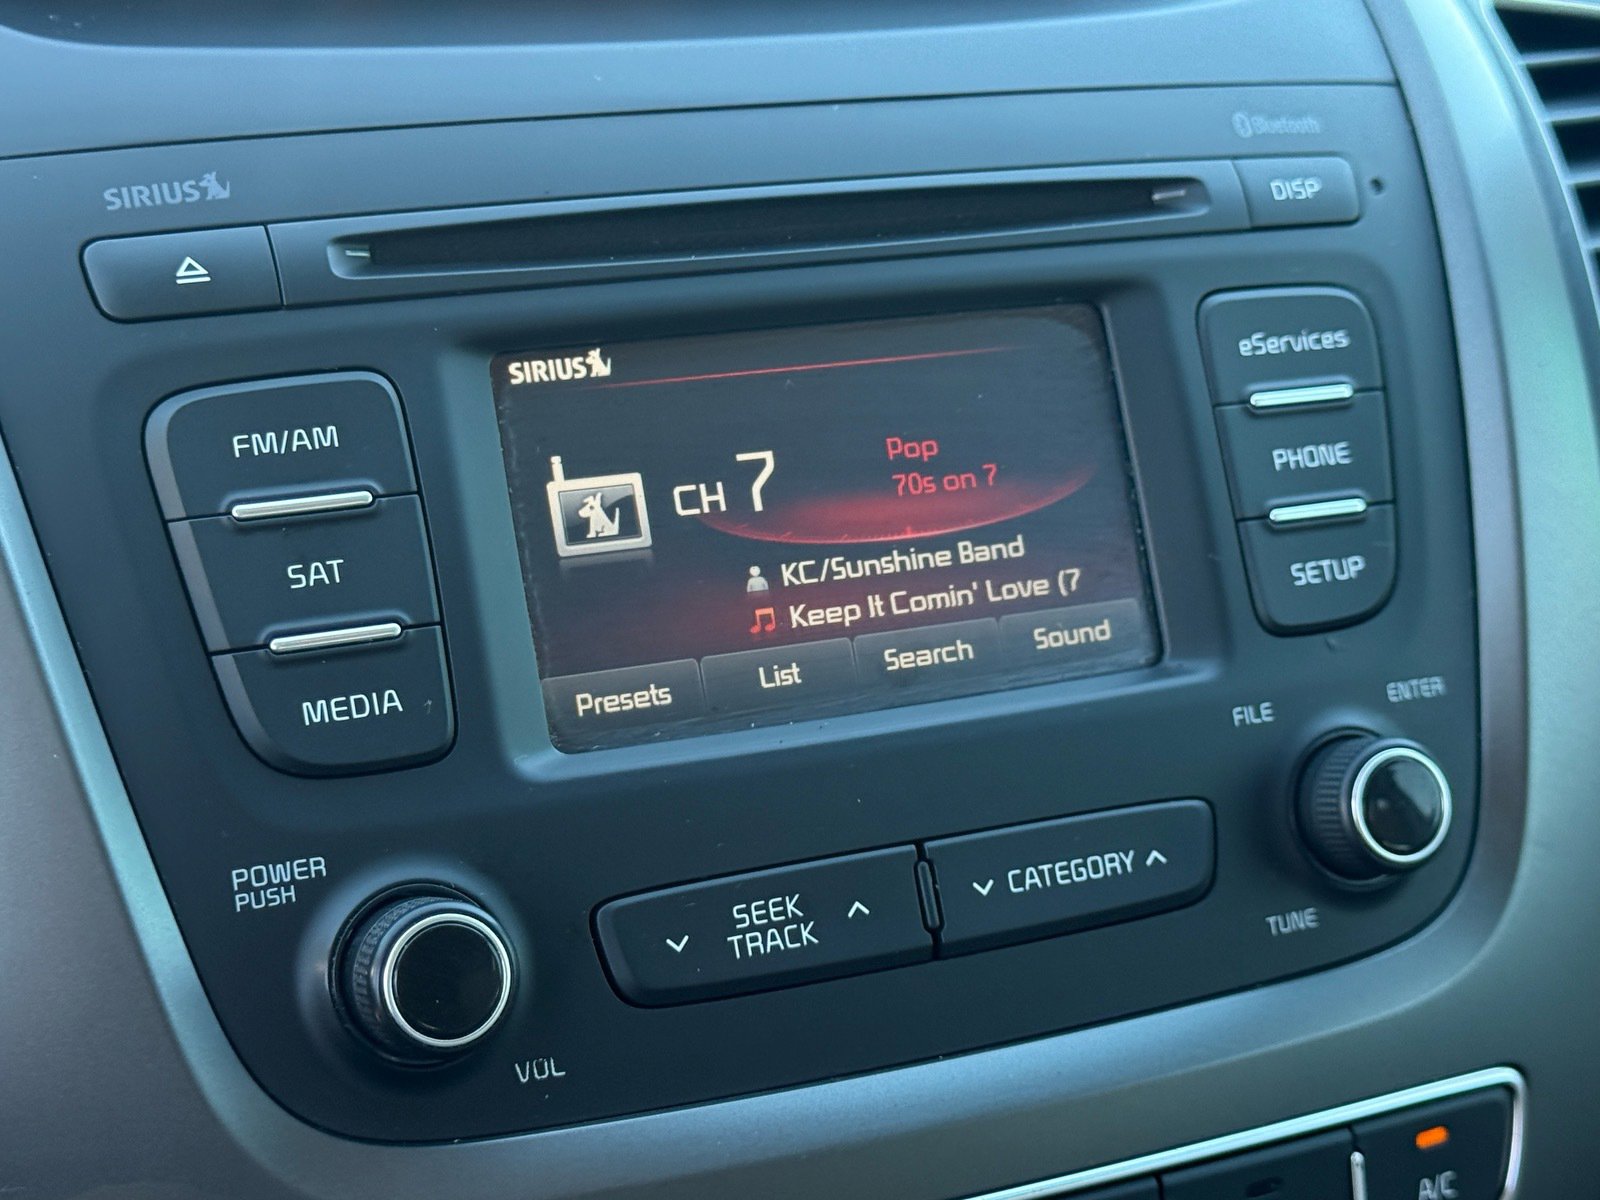 Bluetooth
SIRIUS
DISP
eServices
SIRIUS
FM/AM
Pop
CH 7
70s on 7
PHONE
KC/Sunshine Band
SAT
Keep It Comin' Love (7
SETUP
Presets
List
Search
Sound
MEDIA
FILE
ENTER
POWER
PUSH
SEEK
TRACK
CATEGORY
TUNE
VOL
A/C